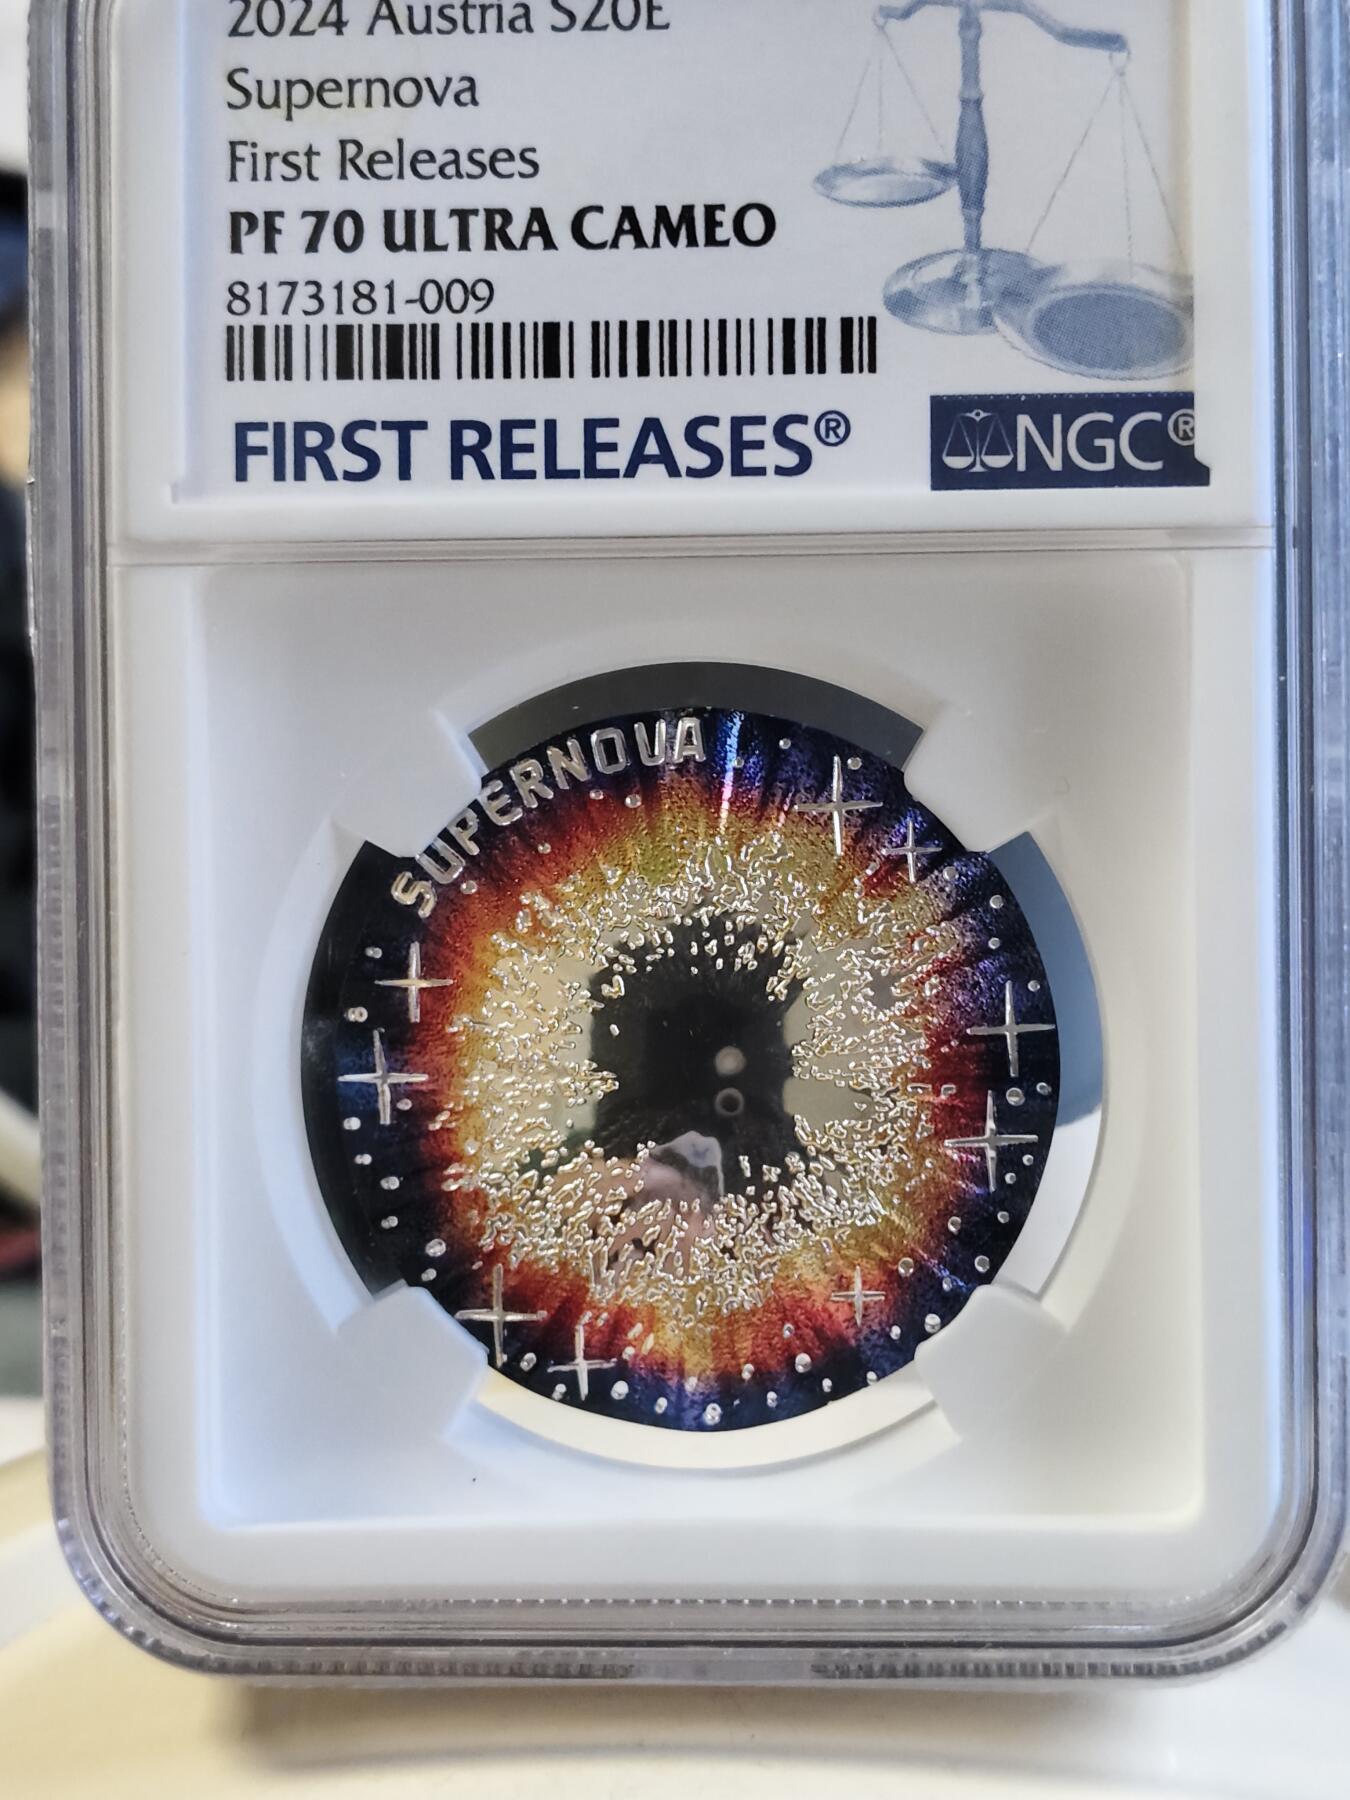 2024 Austria S20E
Supernova
First Releases
PF 70 ULTRA CAMEO
8173181-009
FIRST RELEASES®
NGC®
SUPERNOVA